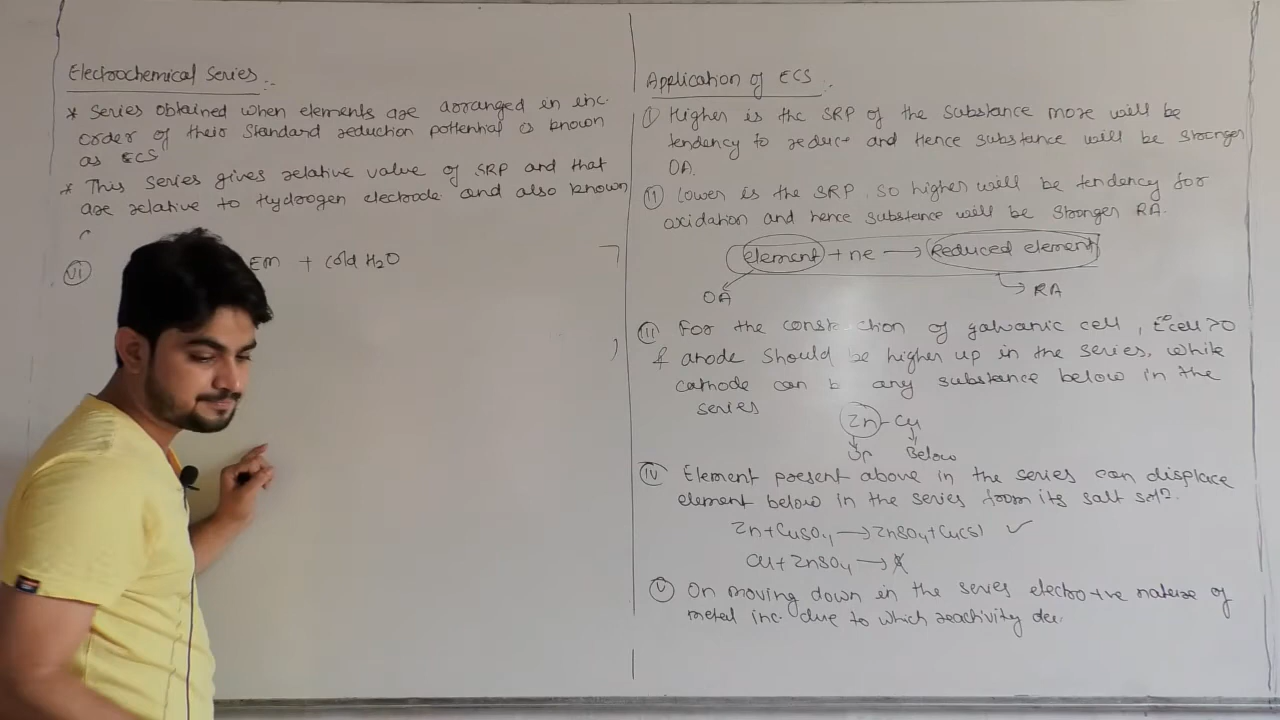 Electrochemical Series :-
* Series obtained when elements are arranged in inc.
order of their standard reduction pottential is known
as ECS
* This series gives relative value of SRP and that
are relative to Hydrogen electrode and also known
(vi) EM + cold H2O
Application of ECS :-
(i) Higher is the SRP of the substance more will be
tendency to reduce and Hence substance will be stronger
OA.
(ii) Lower is the SRP, so higher will be tendency for
oxidation and hence substance will be stronger RA.
element + ne → Reduced element
OA RA
(iii) For the construction of galvanic cell, E°cell > 0
& anode should be higher up in the series, while
cathode can b any substance below in the
series
Zn - Cu
Up Below
(iv) Element present above in the series can displace
element below in the series from its salt soln.
Zn + CuSO4 → ZnSO4 + Cu(s) ✓
Cu + ZnSO4 → X
(v) On moving down in the series electro +ve nature of
metal inc. due to which reactivity dec.